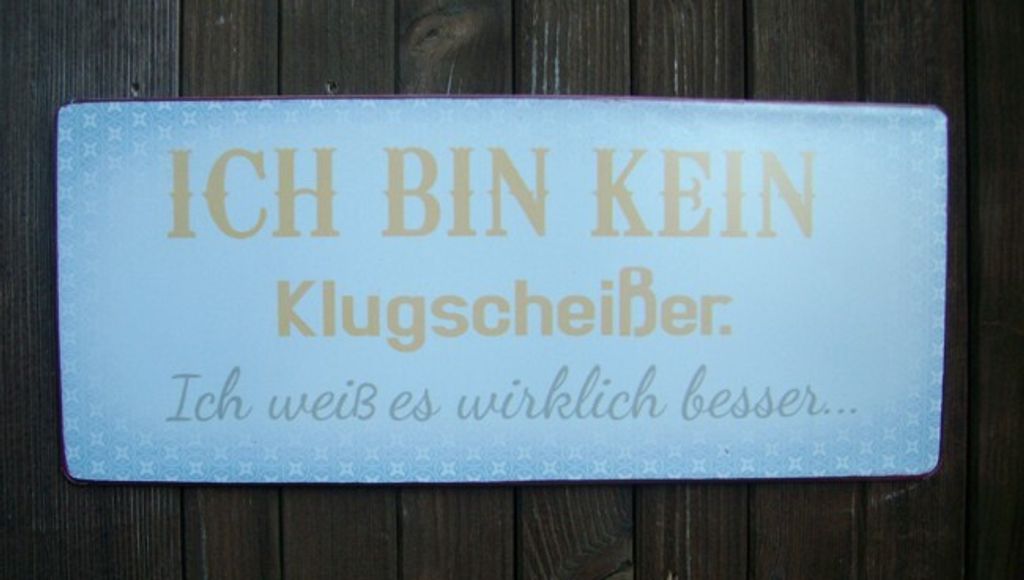 ICH BIN KEIN
Klugscheißer.
Ich weiß es wirklich besser...